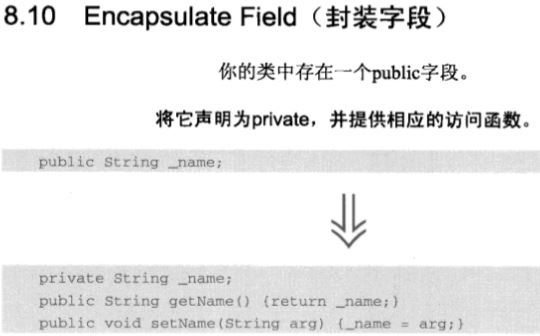 8.10 Encapsulate Field（封装字段）
你的类中存在一个public字段。
将它声明为private，并提供相应的访问函数。
public String _name;
private String _name;
public String getName() {return _name;}
public void setName(String arg) {_name = arg;}